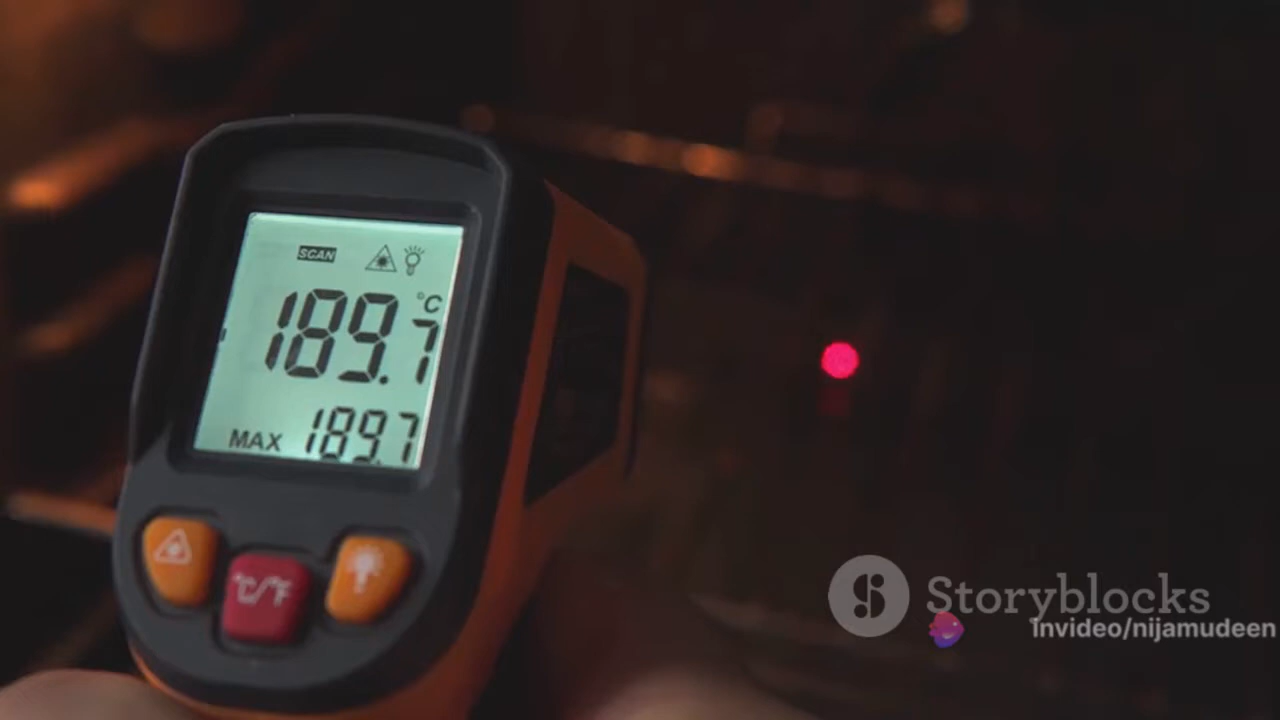 SCAN
°C
189.7
MAX 189.7
°C/°F
Storyblocks
invideo/nijamudeen